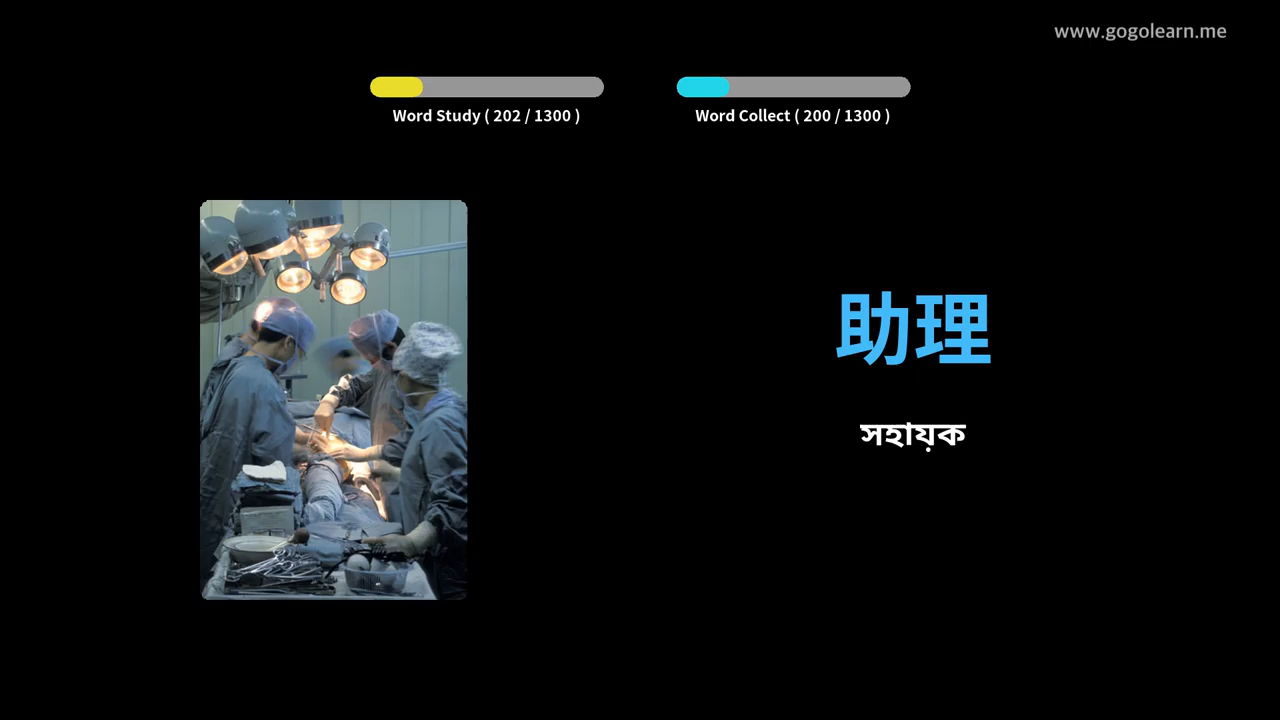 www.gogolearn.me
Word Study ( 202 / 1300 )
Word Collect ( 200 / 1300 )
助理
সহায়ক